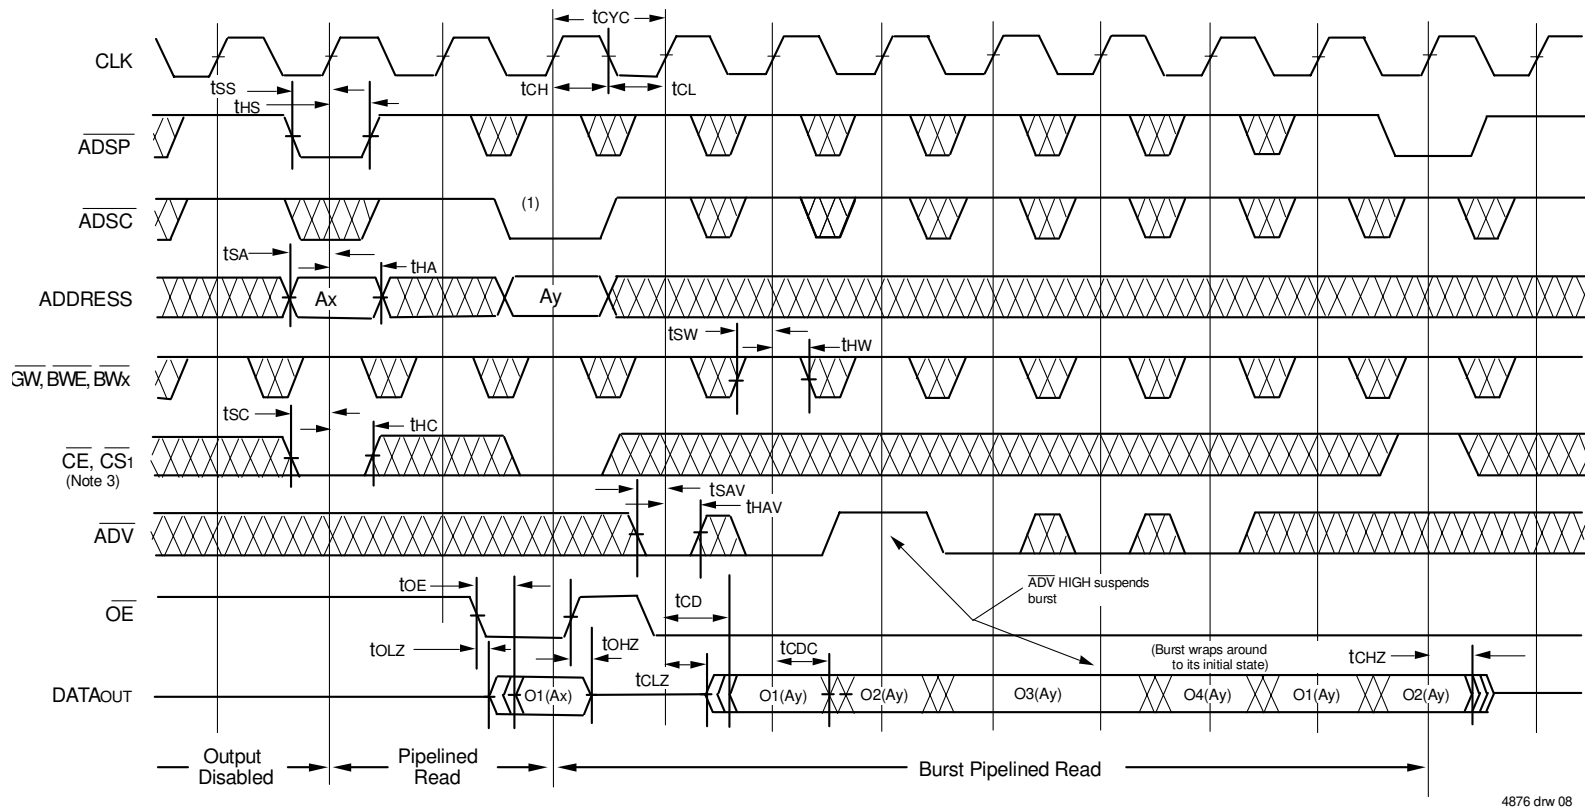 tCYC
CLK
tSS
tCH
tCL
tHS
ADSP
ADSC
(1)
tSA
tHA
ADDRESS
Ax
Ay
tSW
tHW
GW, BWE, BWx
tSC
tHC
CE, CS1
(Note 3)
tSAV
tHAV
ADV
tOE
ADV HIGH suspends
burst
OE
tCD
tOLZ
tOHZ
tCDC
(Burst wraps around
to its initial state)
tCHZ
tCLZ
DATAOUT
O1(Ax)
O1(Ay)
O2(Ay)
O3(Ay)
O4(Ay)
O1(Ay)
O2(Ay)
Output
Disabled
Pipelined
Read
Burst Pipelined Read
4876 drw 08